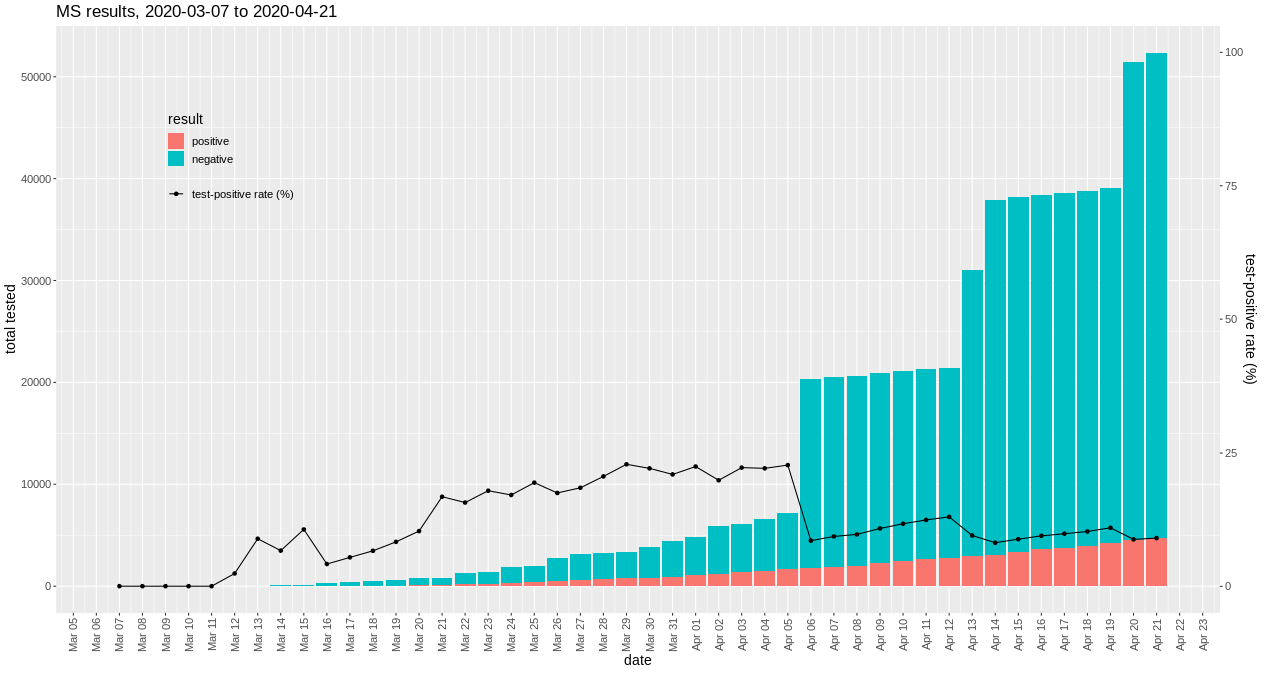 MS results, 2020-03-07 to 2020-04-21
result
positive
negative
test-positive rate (%)
total tested
50000
40000
30000
20000
10000
0
100
75
50
25
0
test-positive rate (%)
Mar 05
Mar 06
Mar 07
Mar 08
Mar 09
Mar 10
Mar 11
Mar 12
Mar 13
Mar 14
Mar 15
Mar 16
Mar 17
Mar 18
Mar 19
Mar 20
Mar 21
Mar 22
Mar 23
Mar 24
Mar 25
Mar 26
Mar 27
Mar 28
Mar 29
Mar 30
Mar 31
Apr 01
Apr 02
Apr 03
Apr 04
Apr 05
Apr 06
Apr 07
Apr 08
Apr 09
Apr 10
Apr 11
Apr 12
Apr 13
Apr 14
Apr 15
Apr 16
Apr 17
Apr 18
Apr 19
Apr 20
Apr 21
Apr 22
Apr 23
date